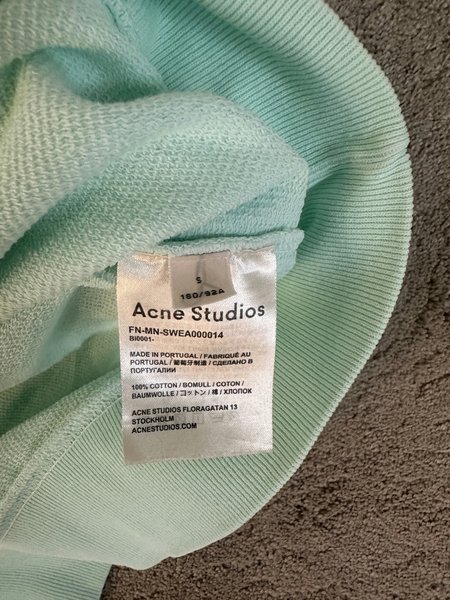 S
180/92A
Acne Studios
FN-MN-SWEA000014
BI0001-
MADE IN PORTUGAL / FABRIQUÉ AU
PORTUGAL / 葡萄牙制造 / СДЕЛАНО В
ПОРТУГАЛИИ
100% COTTON / BOMULL / COTON /
BAUMWOLLE / コットン / 棉 / ХЛОПОК
ACNE STUDIOS FLORAGATAN 13
STOCKHOLM
ACNESTUDIOS.COM